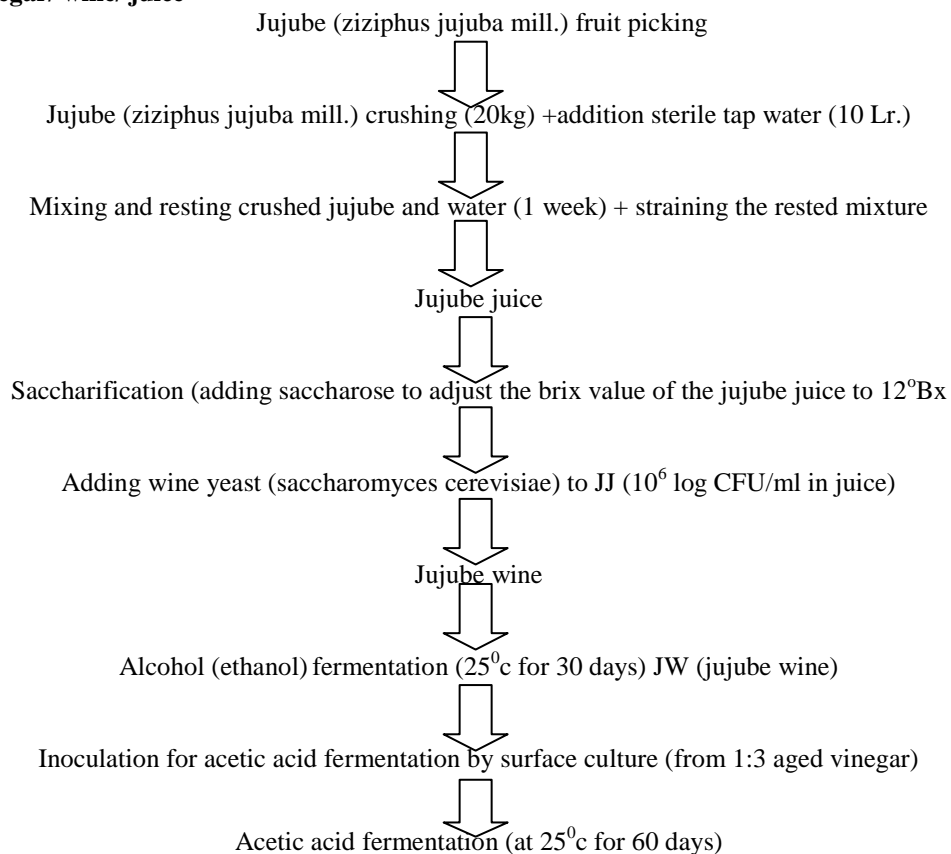 Jujube (ziziphus jujuba mill.) fruit picking
Jujube (ziziphus jujuba mill.) crushing (20kg) +addition sterile tap water (10 Lr.)
Mixing and resting crushed jujube and water (1 week) + straining the rested mixture
Jujube juice
Saccharification (adding saccharose to adjust the brix value of the jujube juice to 12°Bx
Adding wine yeast (saccharomyces cerevisiae) to JJ (10⁶ log CFU/ml in juice)
Jujube wine
Alcohol (ethanol) fermentation (25⁰c for 30 days) JW (jujube wine)
Inoculation for acetic acid fermentation by surface culture (from 1:3 aged vinegar)
Acetic acid fermentation (at 25⁰c for 60 days)